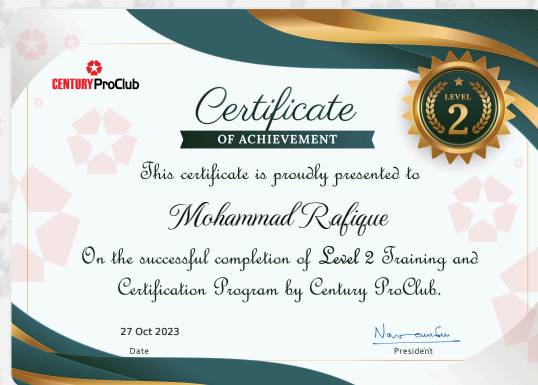 CENTURY ProClub
Certificate
OF ACHIEVEMENT
LEVEL
2
This certificate is proudly presented to
Mohammad Rafique
On the successful completion of Level 2 Training and
Certification Program by Century ProClub.
27 Oct 2023
Date
President